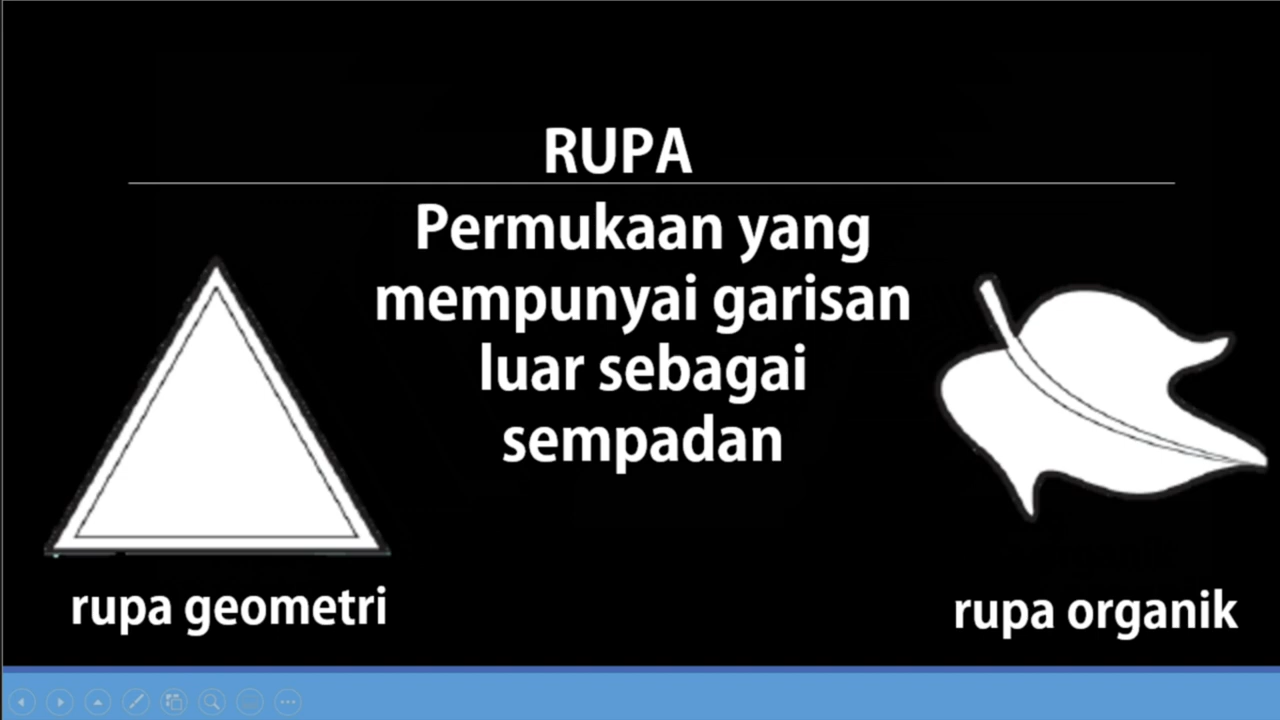 RUPA
Permukaan yang
mempunyai garisan
luar sebagai
sempadan
rupa geometri
rupa organik